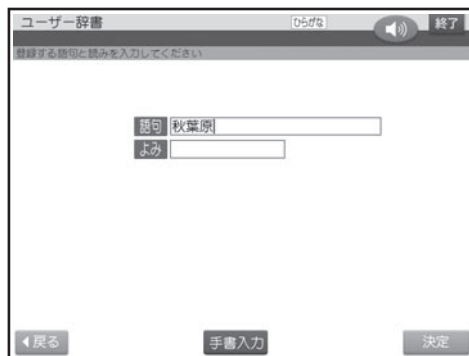 ユーザー辞書 ひらがな 終了
登録する語句と読みを入力してください
語句 秋葉原
よみ
戻る 手書入力 決定